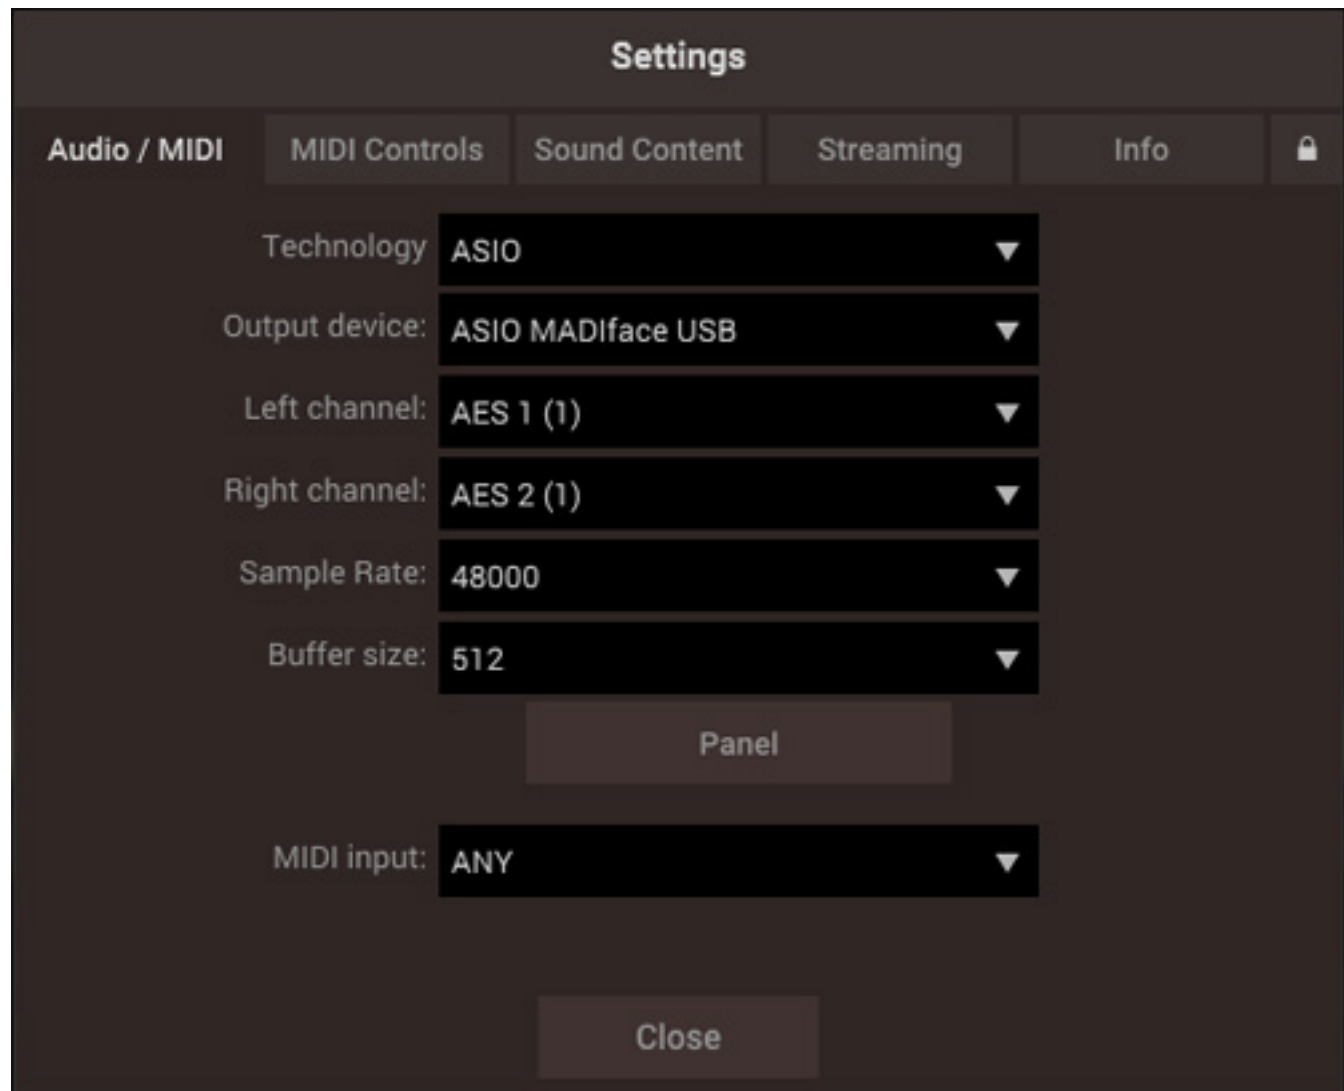 Settings
Audio / MIDI MIDI Controls Sound Content Streaming Info
Technology ASIO
Output device: ASIO MADIface USB
Left channel: AES 1 (1)
Right channel: AES 2 (1)
Sample Rate: 48000
Buffer size: 512
Panel
MIDI input: ANY
Close